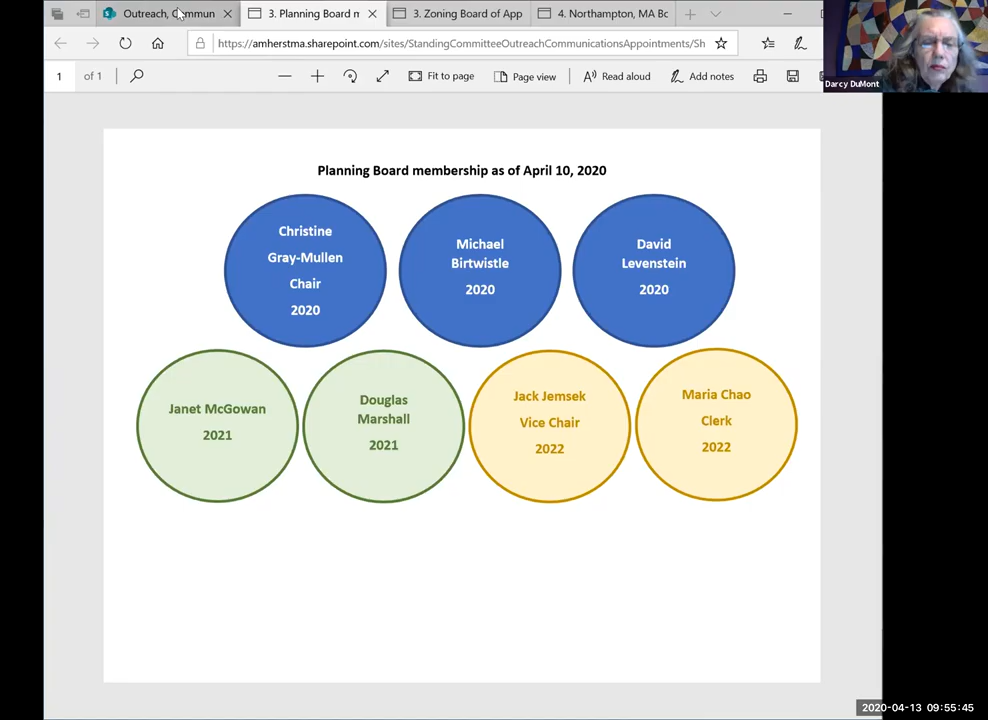 Outreach, Commun
3. Planning Board m
3. Zoning Board of App
4. Northampton, MA Bo
https://amherstma.sharepoint.com/sites/StandingCommitteeOutreachCommunicationsAppointments/Sh
1 of 1
Fit to page
Page view
Read aloud
Add notes
Darcy DuMont
Planning Board membership as of April 10, 2020
Christine
Gray-Mullen
Chair
2020
Michael
Birtwistle
2020
David
Levenstein
2020
Janet McGowan
2021
Douglas
Marshall
2021
Jack Jemsek
Vice Chair
2022
Maria Chao
Clerk
2022
2020-04-13 09:55:45